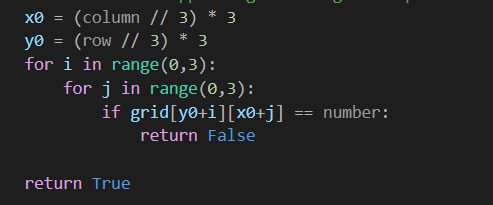 x0 = (column // 3) * 3
y0 = (row // 3) * 3
for i in range(0,3):
    for j in range(0,3):
        if grid[y0+i][x0+j] == number:
            return False

return True